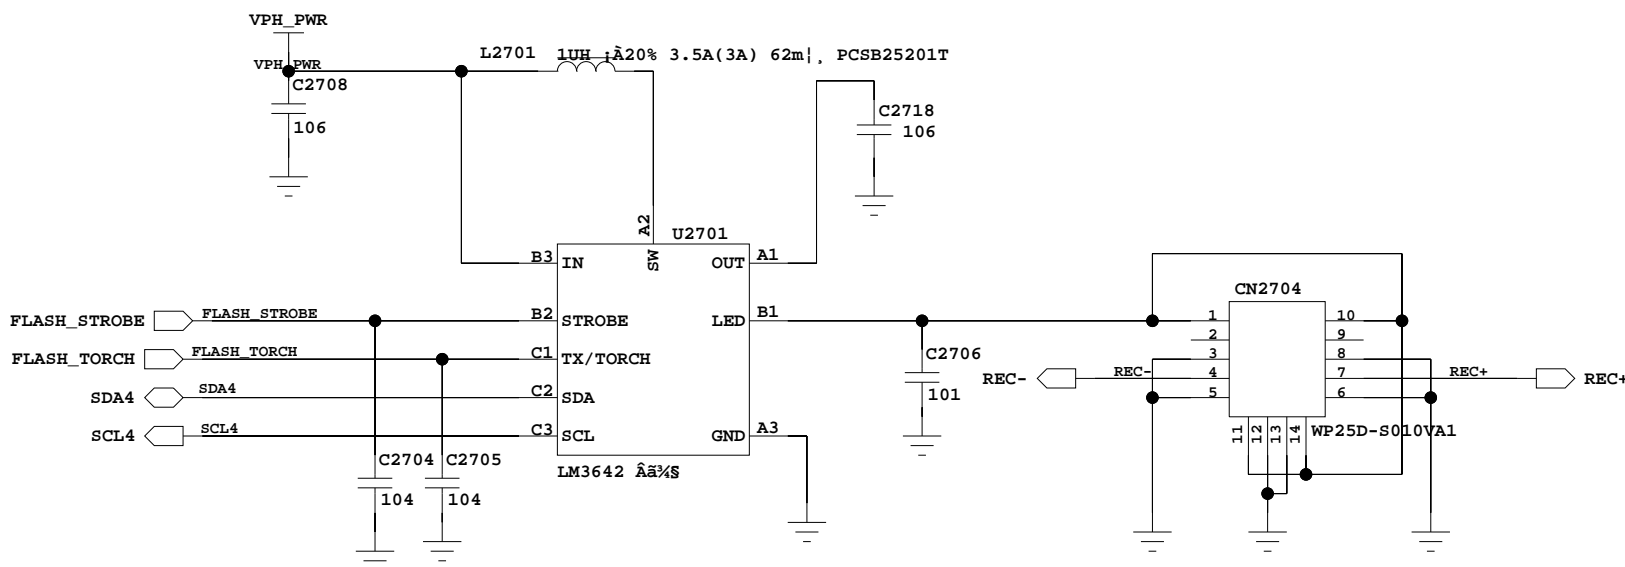 VPH_PWR
VPH_PWR
L2701 1UH ¡À20% 3.5A(3A) 62m¦¸ PCSB25201T
C2708
106
C2718
106
A2
U2701
B3 IN SW OUT A1
CN2704
FLASH_STROBE FLASH_STROBE B2 STROBE LED B1 1 10
2 9
FLASH_TORCH FLASH_TORCH C1 TX/TORCH C2706 3 8
REC- REC- 4 7 REC+ REC+
SDA4 SDA4 C2 SDA 101 5 6
SCL4 SCL4 C3 SCL GND A3 11 12 13 14 WP25D-S010VA1
C2704 C2705
LM3642 Âã¾§
104 104